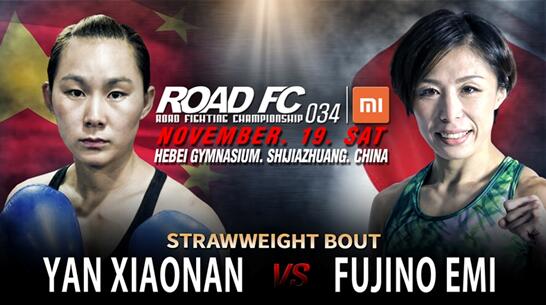 ROAD FC 034
ROAD FIGHTING CHAMPIONSHIP
mi
NOVEMBER. 19. SAT
HEBEI GYMNASIUM. SHIJIAZHUANG. CHINA
STRAWWEIGHT BOUT
YAN XIAONAN VS FUJINO EMI